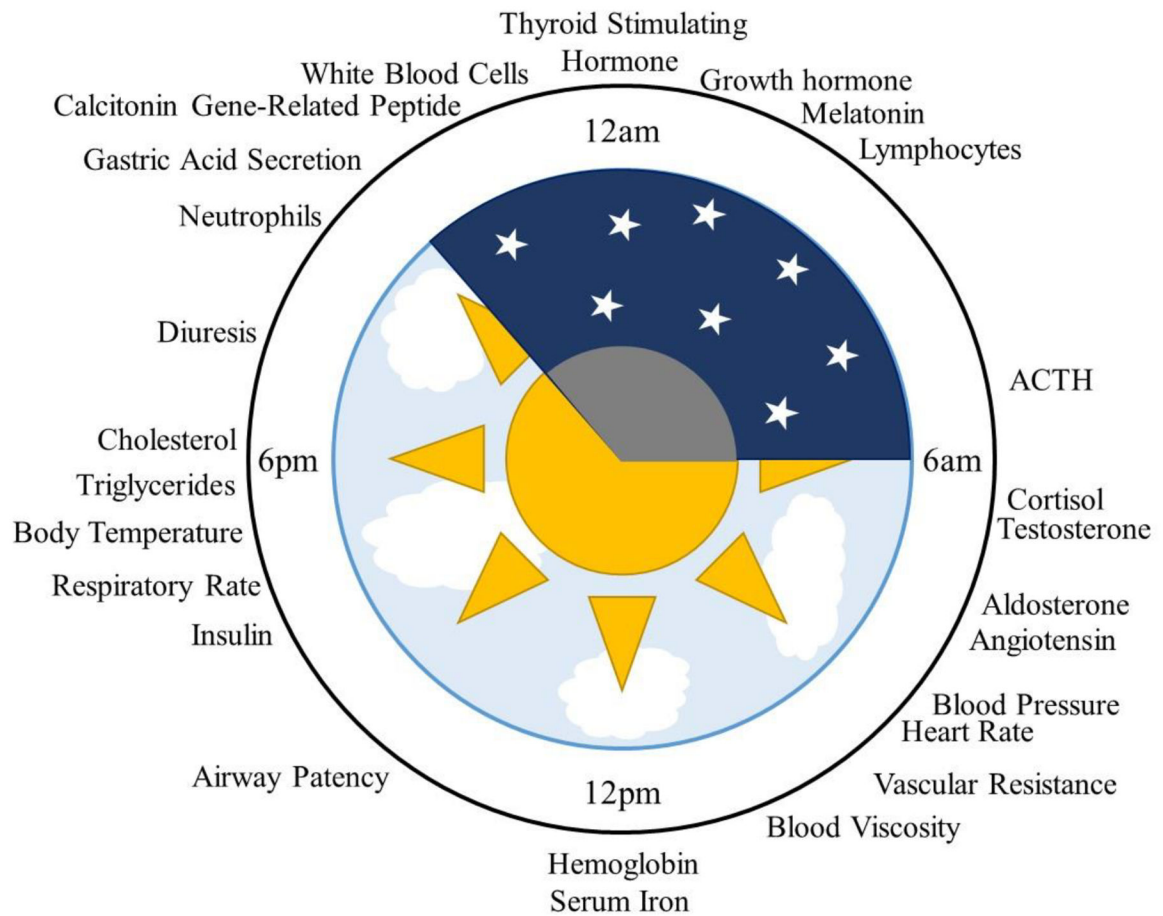 Thyroid Stimulating
Hormone
White Blood Cells
Growth hormone
Calcitonin Gene-Related Peptide
Melatonin
12am
Gastric Acid Secretion
Lymphocytes
Neutrophils
Diuresis
ACTH
Cholesterol
6pm
6am
Triglycerides
Cortisol
Testosterone
Body Temperature
Respiratory Rate
Aldosterone
Insulin
Angiotensin
Blood Pressure
Heart Rate
Airway Patency
Vascular Resistance
12pm
Blood Viscosity
Hemoglobin
Serum Iron